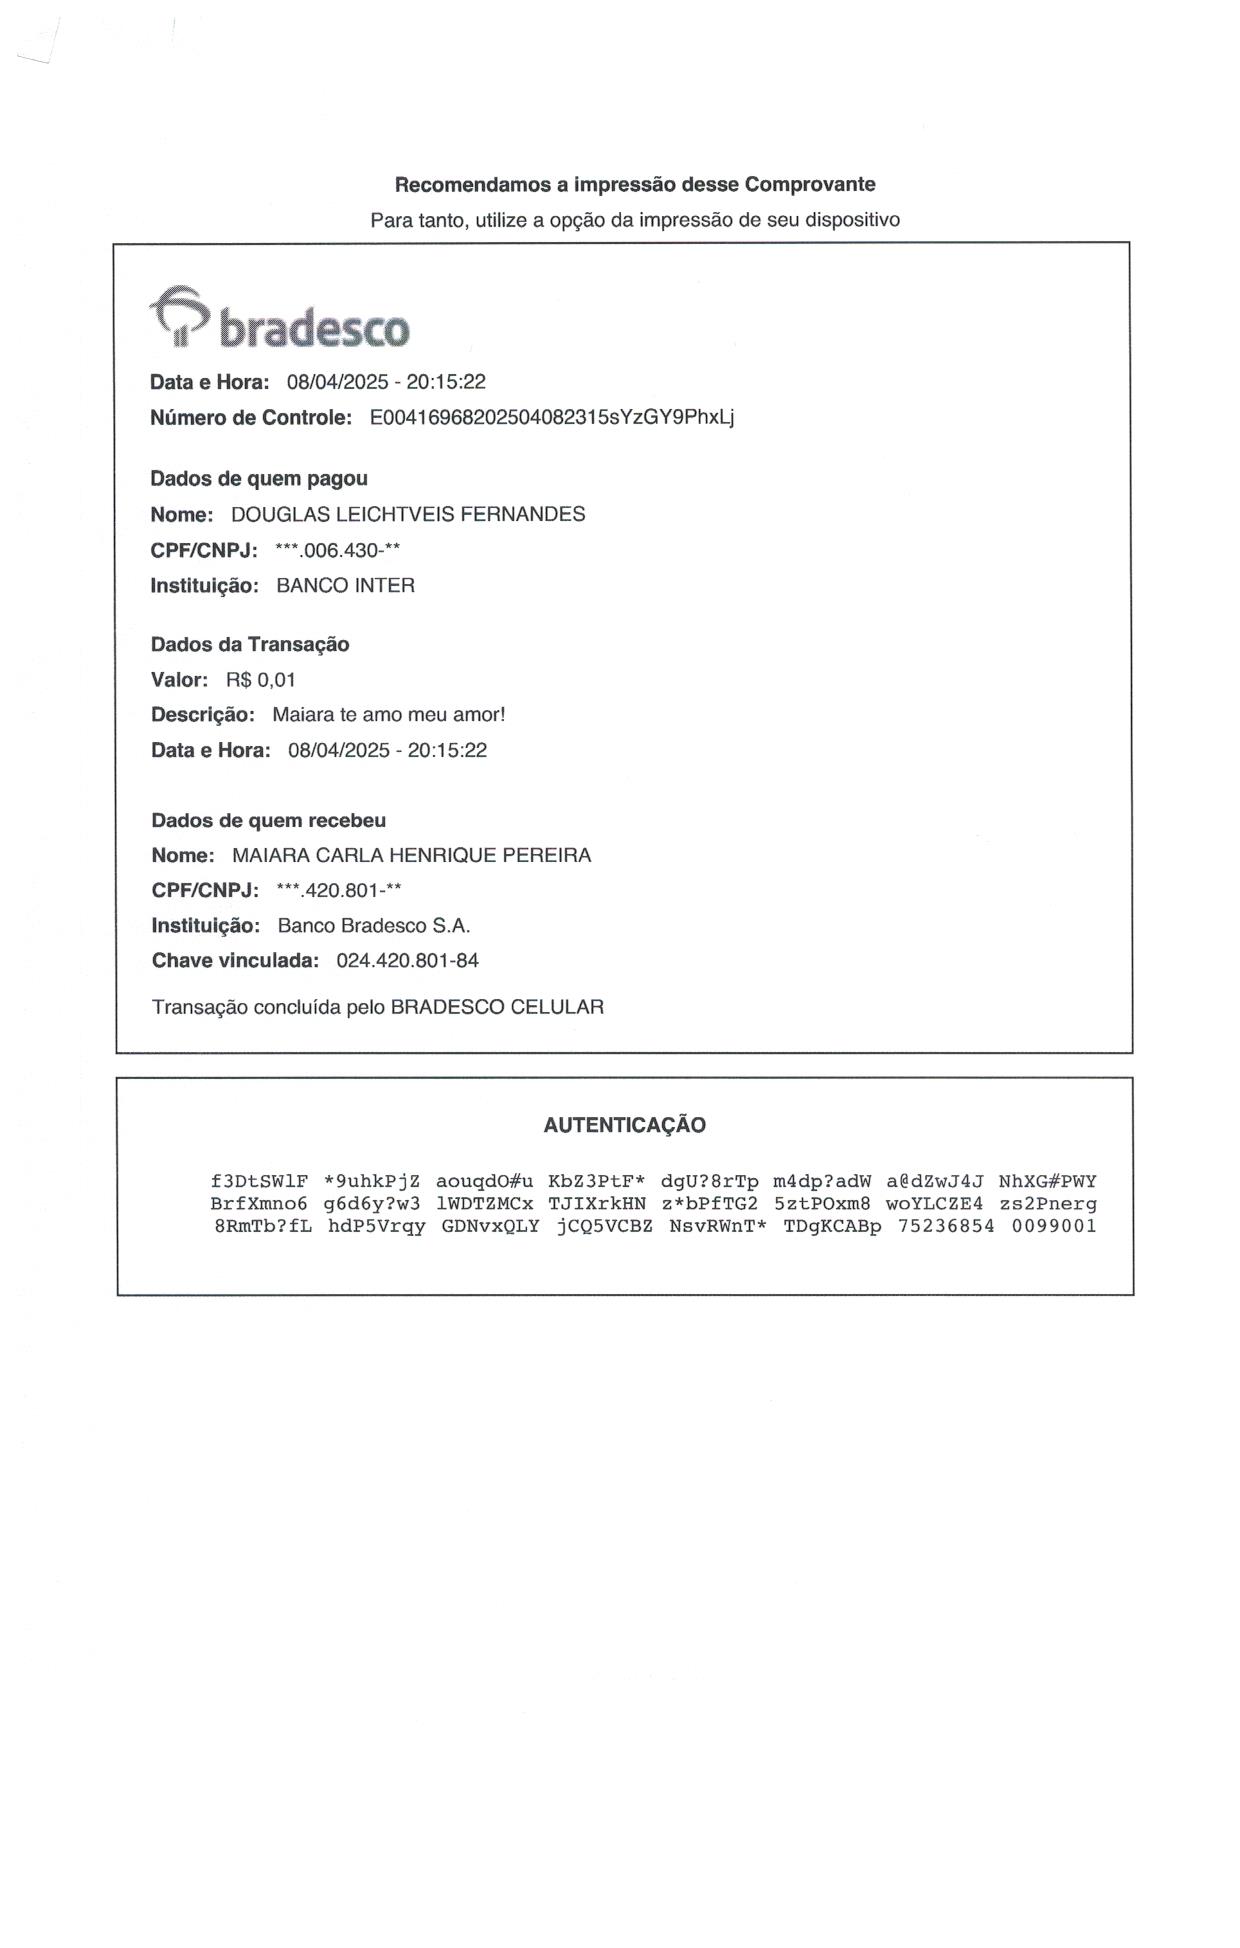 Recomendamos a impressão desse Comprovante
Para tanto, utilize a opção da impressão de seu dispositivo
bradesco
Data e Hora: 08/04/2025 - 20:15:22
Número de Controle: E00416968202504082315sYzGY9PhxLj
Dados de quem pagou
Nome: DOUGLAS LEICHTVEIS FERNANDES
CPF/CNPJ: ***.006.430-**
Instituição: BANCO INTER
Dados da Transação
Valor: R$ 0,01
Descrição: Maiara te amo meu amor!
Data e Hora: 08/04/2025 - 20:15:22
Dados de quem recebeu
Nome: MAIARA CARLA HENRIQUE PEREIRA
CPF/CNPJ: ***.420.801-**
Instituição: Banco Bradesco S.A.
Chave vinculada: 024.420.801-84
Transação concluída pelo BRADESCO CELULAR
AUTENTICAÇÃO
f3DtSWlF *9uhkPjZ aouqdO#u KbZ3PtF* dgU?8rTp m4dp?adW a@dZwJ4J NhXG#PWY
BrfXmno6 g6d6y?w3 lWDTZMCx TJIXrkHN z*bPfTG2 5ztPOxm8 woYLCZE4 zs2Pnerg
8RmTb?fL hdP5Vrqy GDNvxQLY jCQ5VCBZ NsvRWnT* TDgKCABp 75236854 0099001